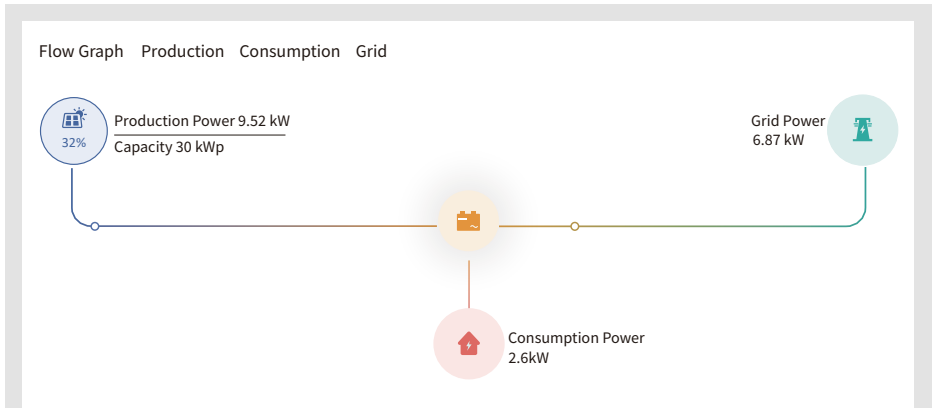 Flow Graph Production Consumption Grid
32%
Production Power 9.52 kW
Capacity 30 kWp
Grid Power
6.87 kW
Consumption Power
2.6kW